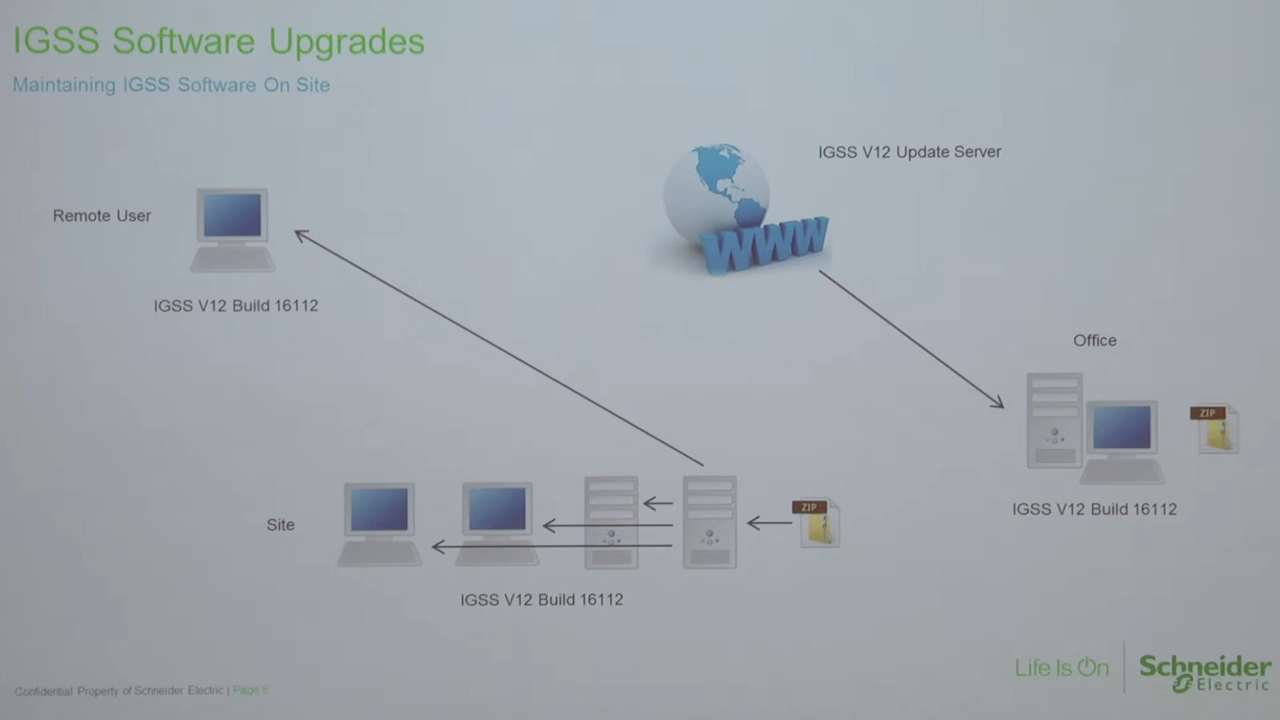 IGSS Software Upgrades
Maintaining IGSS Software On Site
IGSS V12 Update Server
WWW
Remote User
IGSS V12 Build 16112
Office
ZIP
IGSS V12 Build 16112
Site
ZIP
IGSS V12 Build 16112
Life Is On
Schneider
Electric
Confidential Property of Schneider Electric | Page 5